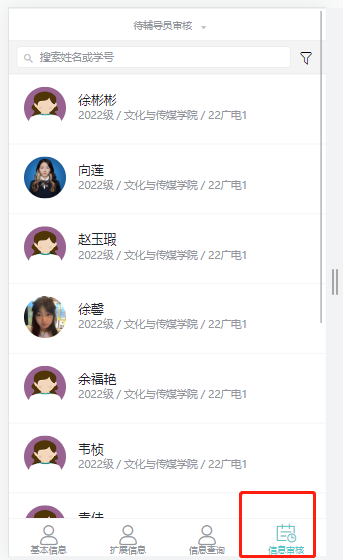 待辅导员审核
搜索姓名或学号
徐彬彬
2022级 / 文化与传媒学院 / 22广电1
向莲
2022级 / 文化与传媒学院 / 22广电1
赵玉瑕
2022级 / 文化与传媒学院 / 22广电1
徐馨
2022级 / 文化与传媒学院 / 22广电1
余福艳
2022级 / 文化与传媒学院 / 22广电1
韦桢
2022级 / 文化与传媒学院 / 22广电1
基本信息
扩展信息
信息查询
信息审核